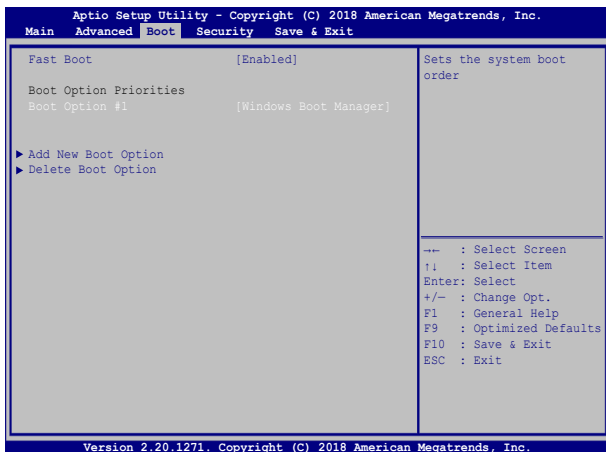 Aptio Setup Utility - Copyright (C) 2018 American Megatrends, Inc.
Main Advanced Boot Security Save & Exit
Fast Boot [Enabled]
Boot Option Priorities
Boot Option #1 [Windows Boot Manager]
▶ Add New Boot Option
▶ Delete Boot Option
Sets the system boot
order
→← : Select Screen
↑↓ : Select Item
Enter: Select
+/— : Change Opt.
F1 : General Help
F9 : Optimized Defaults
F10 : Save & Exit
ESC : Exit
Version 2.20.1271. Copyright (C) 2018 American Megatrends, Inc.